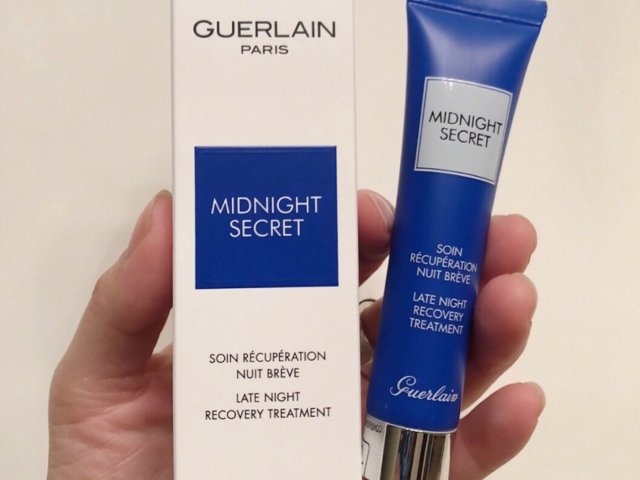 GUERLAIN
PARIS
MIDNIGHT
SECRET
SOIN RÉCUPÉRATION
NUIT BRÈVE
LATE NIGHT
RECOVERY TREATMENT
MIDNIGHT
SECRET
SOIN
RÉCUPÉRATION
NUIT BRÈVE
LATE NIGHT
RECOVERY
TREATMENT
Guerlain